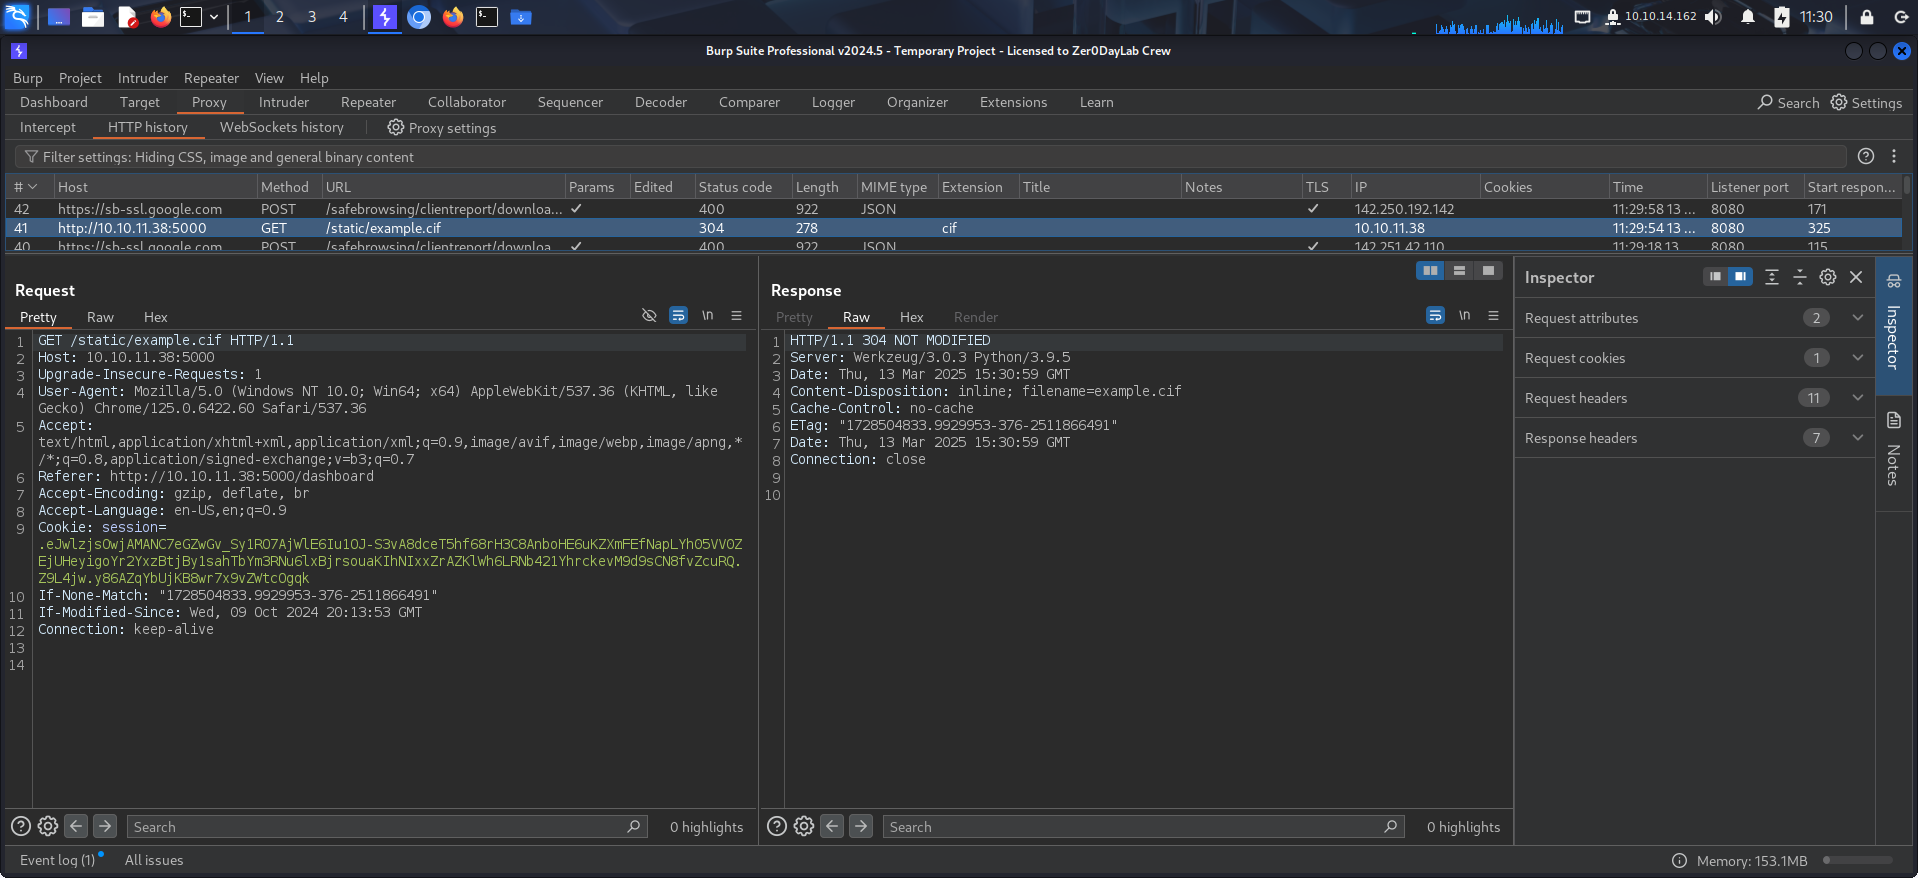 1 2 3 4 10.10.14.162 11:30
Burp Suite Professional v2024.5 - Temporary Project - Licensed to Zer0DayLab Crew
Burp Project Intruder Repeater View Help
Dashboard Target Proxy Intruder Repeater Collaborator Sequencer Decoder Comparer Logger Organizer Extensions Learn Search Settings
Intercept HTTP history WebSockets history Proxy settings
Filter settings: Hiding CSS, image and general binary content
# Host Method URL Params Edited Status code Length MIME type Extension Title Notes TLS IP Cookies Time Listener port Start respon...
42 https://sb-ssl.google.com POST /safebrowsing/clientreport/downloa... ✓ 400 922 JSON ✓ 142.250.192.142 11:29:58 13 ... 8080 171
41 http://10.10.11.38:5000 GET /static/example.cif 304 278 cif 10.10.11.38 11:29:54 13 ... 8080 325
40 https://sb-ssl.google.com POST /safebrowsing/clientreport/downloa... ✓ 400 922 JSON ✓ 142.251.42.110 11:29:18 13 ... 8080 115
Request
Pretty Raw Hex \n
1 GET /static/example.cif HTTP/1.1
2 Host: 10.10.11.38:5000
3 Upgrade-Insecure-Requests: 1
4 User-Agent: Mozilla/5.0 (Windows NT 10.0; Win64; x64) AppleWebKit/537.36 (KHTML, like
Gecko) Chrome/125.0.6422.60 Safari/537.36
5 Accept:
text/html,application/xhtml+xml,application/xml;q=0.9,image/avif,image/webp,image/apng,*
/*;q=0.8,application/signed-exchange;v=b3;q=0.7
6 Referer: http://10.10.11.38:5000/dashboard
7 Accept-Encoding: gzip, deflate, br
8 Accept-Language: en-US,en;q=0.9
9 Cookie: session=
.eJwlzjsOwjAMANC7eGZwGv_Sy1RO7AjWlE6Iu1OJ-S3vA8dceT5hf68rH3C8AnboHE6uKZXmFEfNapLYh05VVOZ
EjUHeyigoYr2YxzBtjBy1sahTbYm3RNu6lxBjrsouaKIhNIxxZrAZKlWh6LRNb421YhrckevM9d9sCN8fvZcuRQ.
Z9L4jw.y86AZqYbUjKB8wr7x9vZWtcOgqk
10 If-None-Match: "1728504833.9929953-376-2511866491"
11 If-Modified-Since: Wed, 09 Oct 2024 20:13:53 GMT
12 Connection: keep-alive
13
14
Search 0 highlights
Response
Pretty Raw Hex Render \n
1 HTTP/1.1 304 NOT MODIFIED
2 Server: Werkzeug/3.0.3 Python/3.9.5
3 Date: Thu, 13 Mar 2025 15:30:59 GMT
4 Content-Disposition: inline; filename=example.cif
5 Cache-Control: no-cache
6 ETag: "1728504833.9929953-376-2511866491"
7 Date: Thu, 13 Mar 2025 15:30:59 GMT
8 Connection: close
9
10
Search 0 highlights
Inspector
Request attributes 2
Request cookies 1
Request headers 11
Response headers 7
Inspector
Notes
Event log (1) All issues Memory: 153.1MB